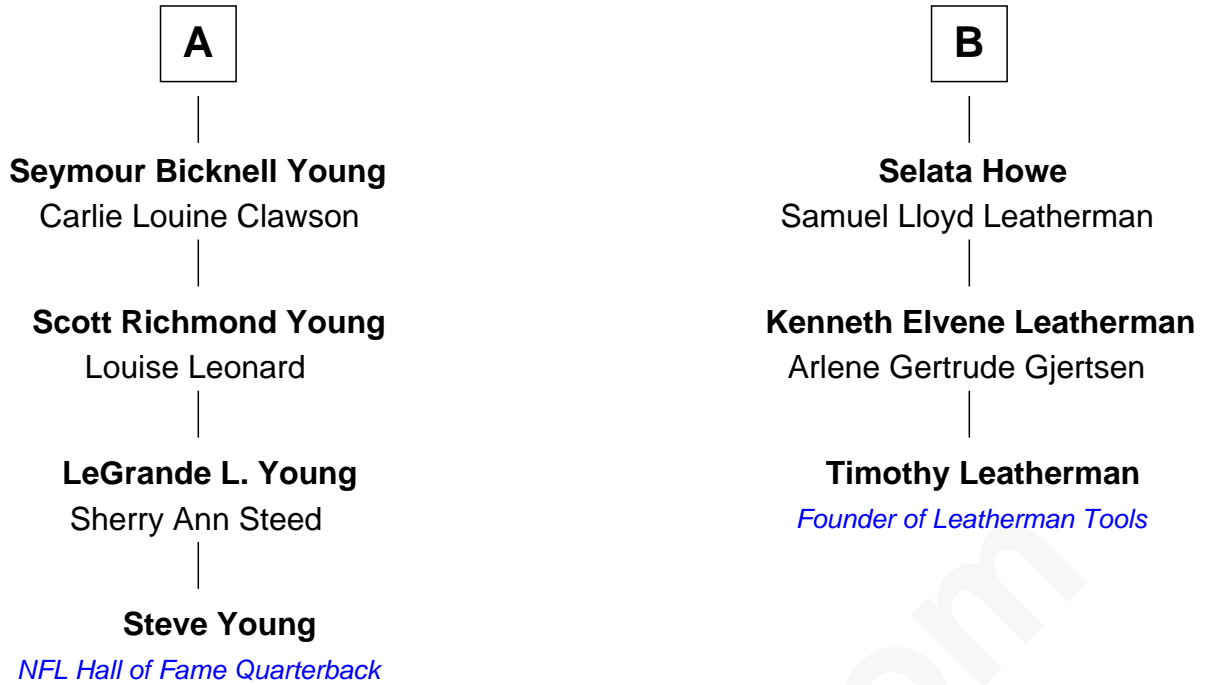 A
Seymour Bicknell Young
Carlie Louine Clawson
Scott Richmond Young
Louise Leonard
LeGrande L. Young
Sherry Ann Steed
Steve Young
NFL Hall of Fame Quarterback
B
Selata Howe
Samuel Lloyd Leatherman
Kenneth Elvene Leatherman
Arlene Gertrude Gjertsen
Timothy Leatherman
Founder of Leatherman Tools
om